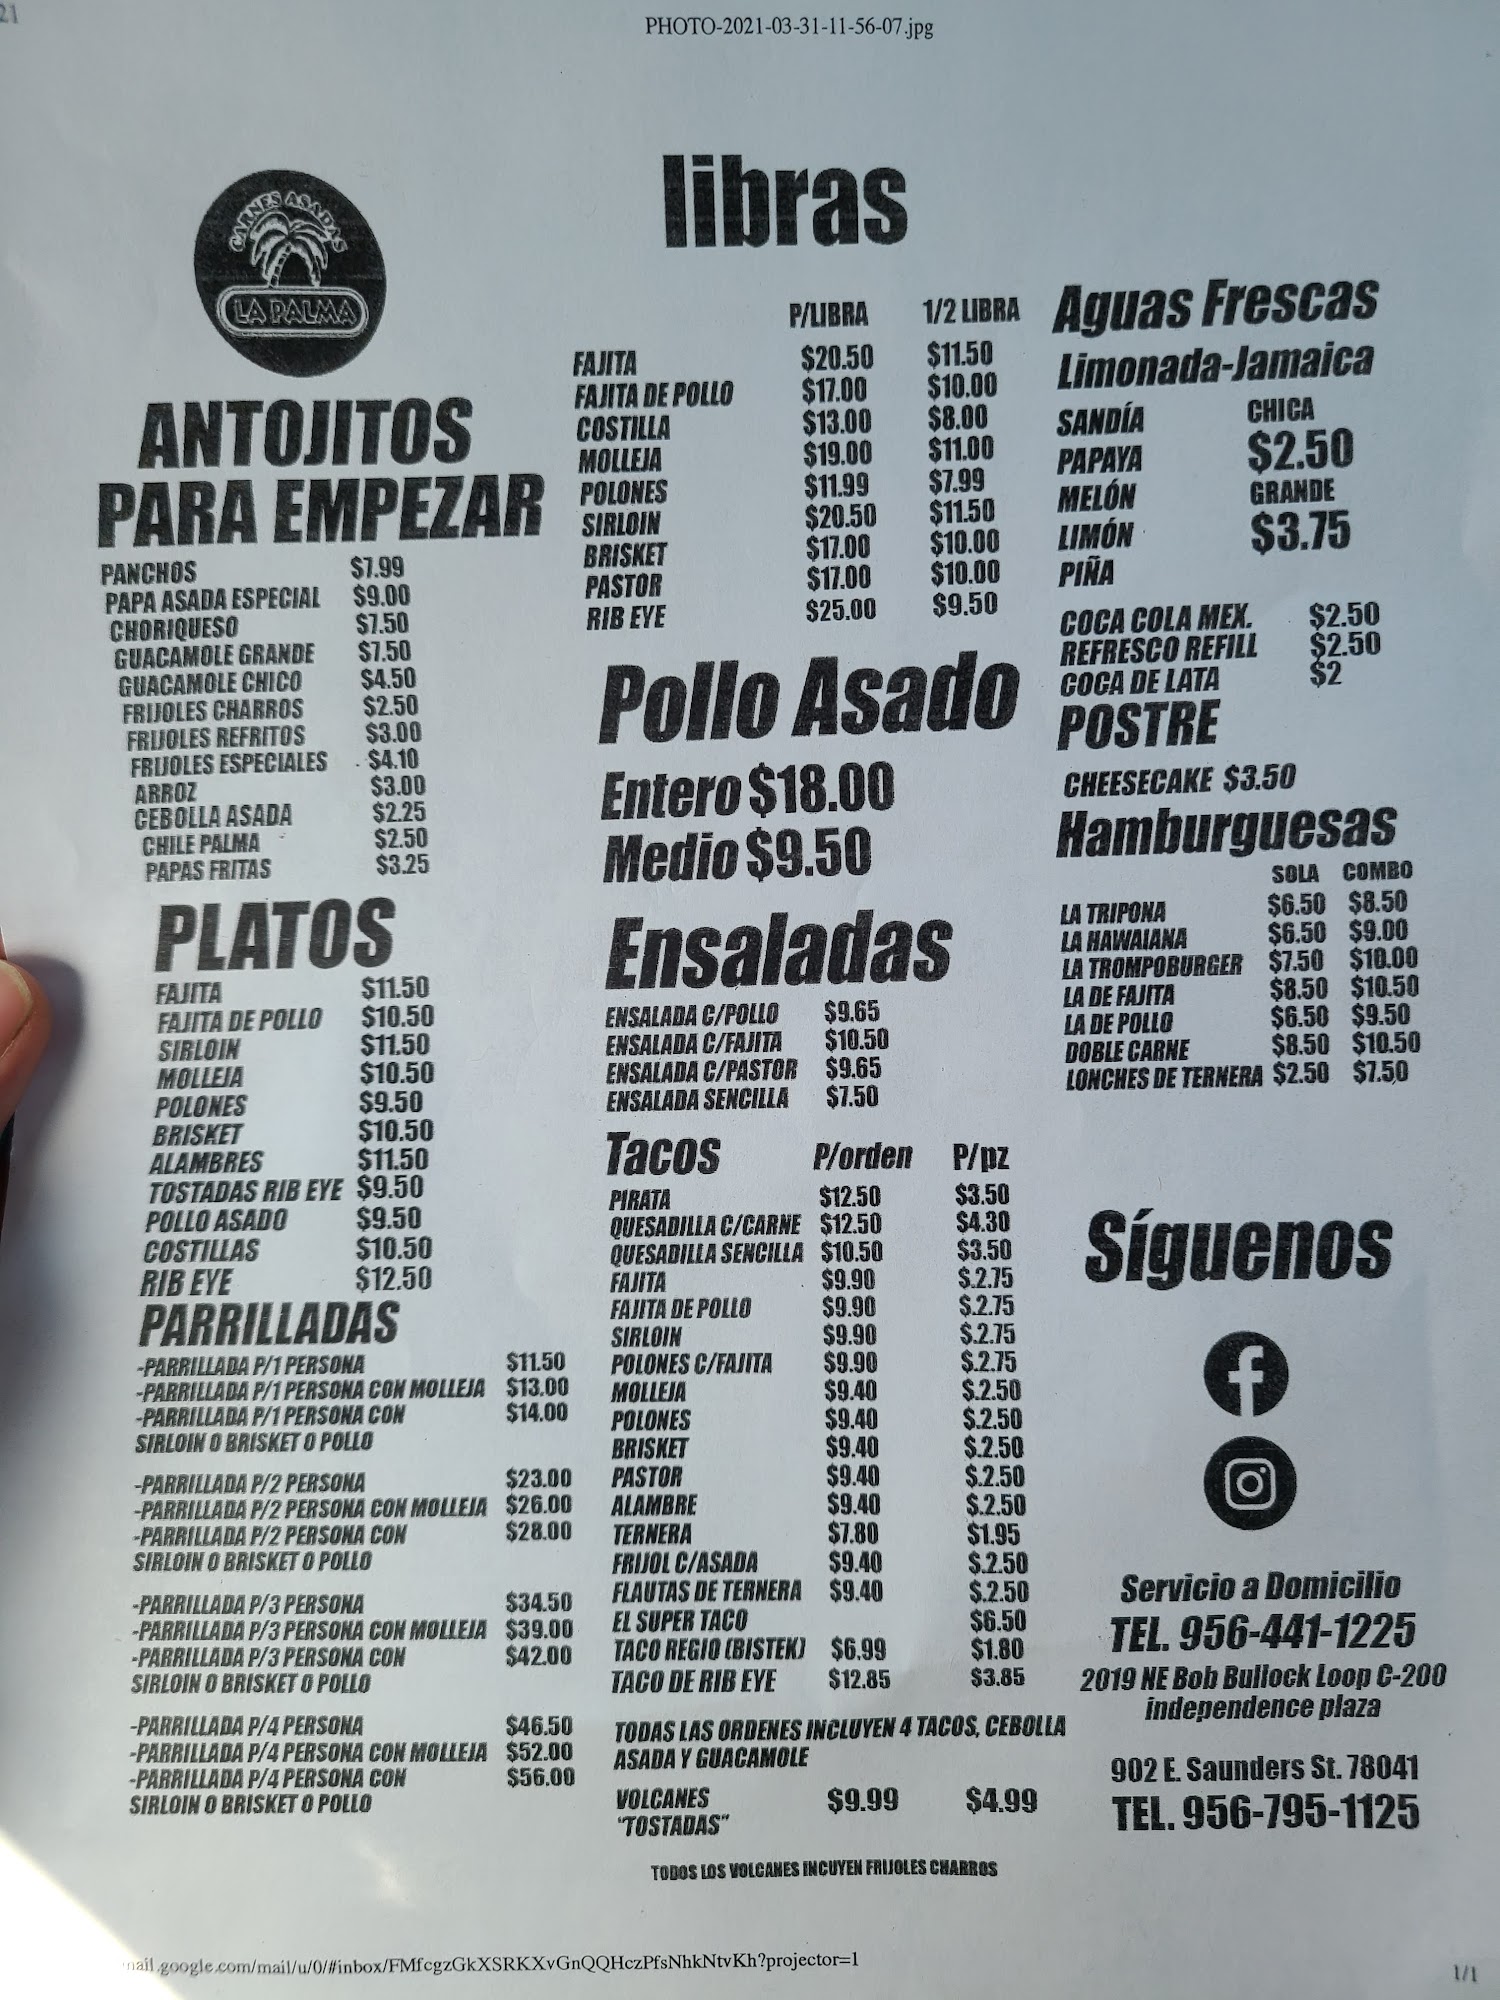 21
PHOTO-2021-03-31-11-56-07.jpg
CARNES ASADAS
LA PALMA
ANTOJITOS
PARA EMPEZAR
PANCHOS $7.99
PAPA ASADA ESPECIAL $9.00
CHORIQUESO $7.50
GUACAMOLE GRANDE $7.50
GUACAMOLE CHICO $4.50
FRIJOLES CHARROS $2.50
FRIJOLES REFRITOS $3.00
FRIJOLES ESPECIALES $4.10
ARROZ $3.00
CEBOLLA ASADA $2.25
CHILE PALMA $2.50
PAPAS FRITAS $3.25
PLATOS
FAJITA $11.50
FAJITA DE POLLO $10.50
SIRLOIN $11.50
MOLLEJA $10.50
POLONES $9.50
BRISKET $10.50
ALAMBRES $11.50
TOSTADAS RIB EYE $9.50
POLLO ASADO $9.50
COSTILLAS $10.50
RIB EYE $12.50
PARRILLADAS
-PARRILLADA P/1 PERSONA $11.50
-PARRILLADA P/1 PERSONA CON MOLLEJA $13.00
-PARRILLADA P/1 PERSONA CON $14.00
SIRLOIN O BRISKET O POLLO
-PARRILLADA P/2 PERSONA $23.00
-PARRILLADA P/2 PERSONA CON MOLLEJA $26.00
-PARRILLADA P/2 PERSONA CON $28.00
SIRLOIN O BRISKET O POLLO
-PARRILLADA P/3 PERSONA $34.50
-PARRILLADA P/3 PERSONA CON MOLLEJA $39.00
-PARRILLADA P/3 PERSONA CON $42.00
SIRLOIN O BRISKET O POLLO
-PARRILLADA P/4 PERSONA $46.50
-PARRILLADA P/4 PERSONA CON MOLLEJA $52.00
-PARRILLADA P/4 PERSONA CON $56.00
SIRLOIN O BRISKET O POLLO
libras
P/LIBRA 1/2 LIBRA
FAJITA $20.50 $11.50
FAJITA DE POLLO $17.00 $10.00
COSTILLA $13.00 $8.00
MOLLEJA $19.00 $11.00
POLONES $11.99 $7.99
SIRLOIN $20.50 $11.50
BRISKET $17.00 $10.00
PASTOR $17.00 $10.00
RIB EYE $25.00 $9.50
Pollo Asado
Entero $18.00
Medio $9.50
Ensaladas
ENSALADA C/POLLO $9.65
ENSALADA C/FAJITA $10.50
ENSALADA C/PASTOR $9.65
ENSALADA SENCILLA $7.50
Tacos P/orden P/pz
PIRATA $12.50 $3.50
QUESADILLA C/CARNE $12.50 $4.30
QUESADILLA SENCILLA $10.50 $3.50
FAJITA $9.90 $.2.75
FAJITA DE POLLO $9.90 $.2.75
SIRLOIN $9.90 $.2.75
POLONES C/FAJITA $9.90 $.2.75
MOLLEJA $9.40 $.2.50
POLONES $9.40 $.2.50
BRISKET $9.40 $.2.50
PASTOR $9.40 $.2.50
ALAMBRE $9.40 $.2.50
TERNERA $7.80 $1.95
FRIJOL C/ASADA $9.40 $.2.50
FLAUTAS DE TERNERA $9.40 $.2.50
EL SUPER TACO $6.50
TACO REGIO (BISTEK) $6.99 $1.80
TACO DE RIB EYE $12.85 $3.85
TODAS LAS ORDENES INCLUYEN 4 TACOS, CEBOLLA
ASADA Y GUACAMOLE
VOLCANES $9.99 $4.99
"TOSTADAS"
TODOS LOS VOLCANES INCUYEN FRIJOLES CHARROS
Aguas Frescas
Limonada-Jamaica
SANDÍA CHICA
PAPAYA $2.50
MELÓN GRANDE
LIMÓN $3.75
PIÑA
COCA COLA MEX. $2.50
REFRESCO REFILL $2.50
COCA DE LATA $2
POSTRE
CHEESECAKE $3.50
Hamburguesas
SOLA COMBO
LA TRIPONA $6.50 $8.50
LA HAWAIANA $6.50 $9.00
LA TROMPOBURGER $7.50 $10.00
LA DE FAJITA $8.50 $10.50
LA DE POLLO $6.50 $9.50
DOBLE CARNE $8.50 $10.50
LONCHES DE TERNERA $2.50 $7.50
Síguenos
Servicio a Domicilio
TEL. 956-441-1225
2019 NE Bob Bullock Loop C-200
independence plaza
902 E. Saunders St. 78041
TEL. 956-795-1125
mail.google.com/mail/u/0/#inbox/FMfcgzGkXSRKXvGnQQHczPfsNhkNtvKh?projector=1
1/1